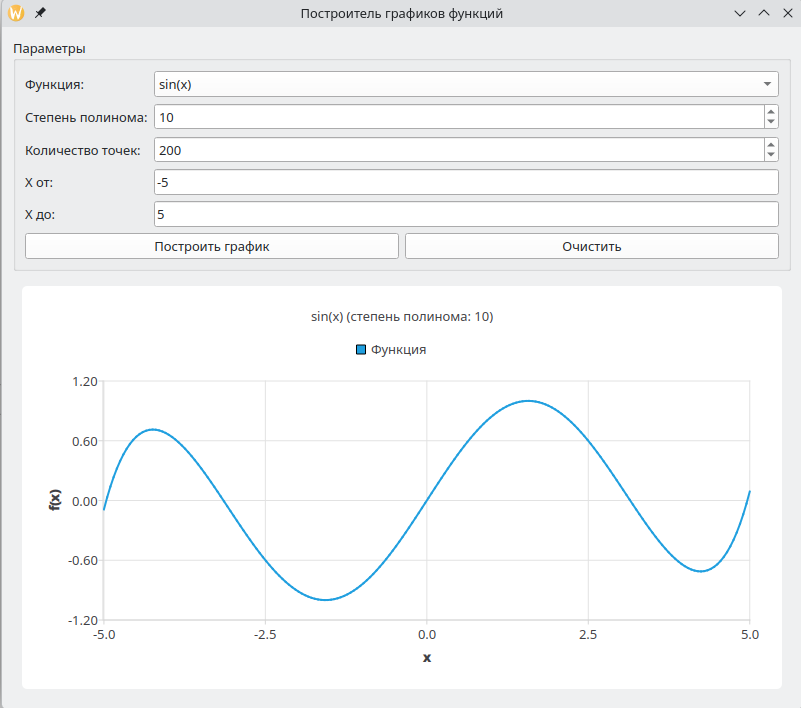 Построитель графиков функций
Параметры
Функция: sin(x)
Степень полинома: 10
Количество точек: 200
X от: -5
X до: 5
Построить график Очистить
sin(x) (степень полинома: 10)
Функция
1.20
0.60
0.00
-0.60
-1.20
f(x)
-5.0 -2.5 0.0 2.5 5.0
x